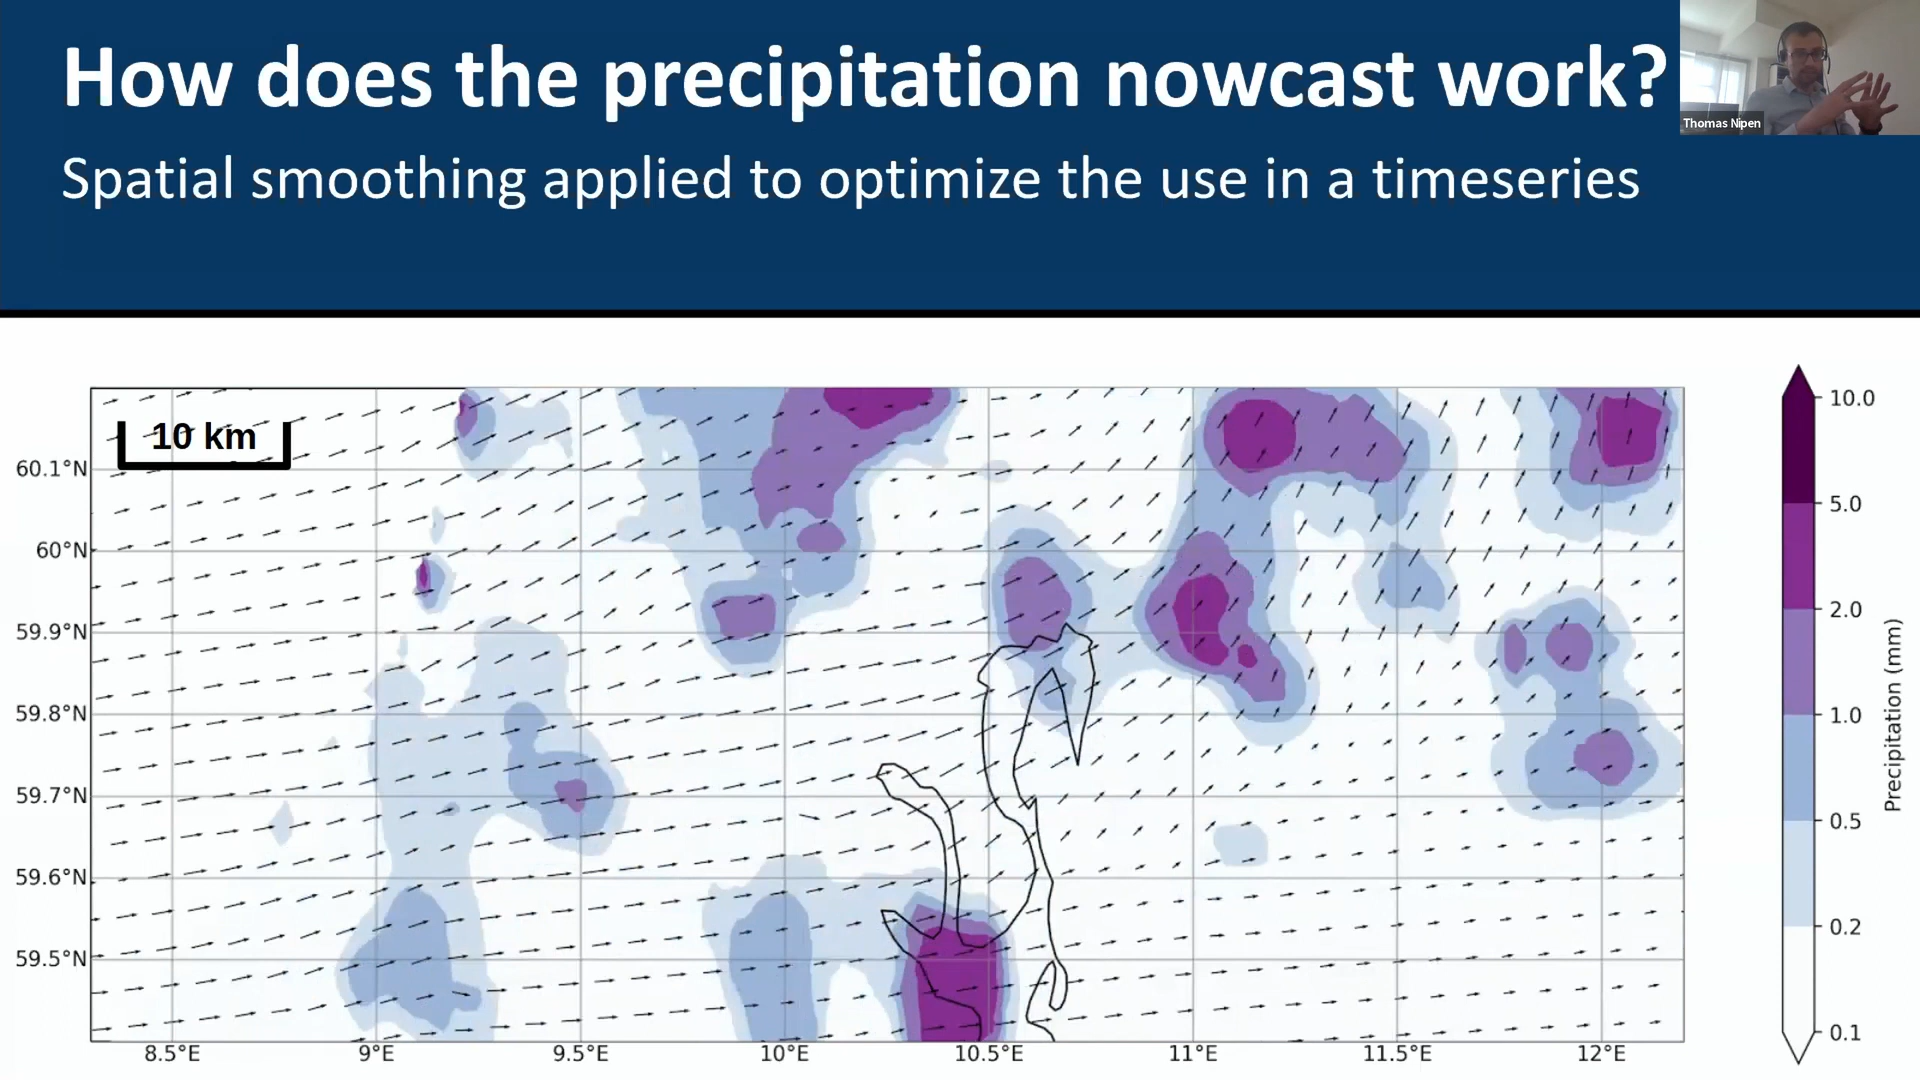 How does the precipitation nowcast work?
Thomas Nipen
Spatial smoothing applied to optimize the use in a timeseries
10 km
60.1°N
60°N
59.9°N
59.8°N
59.7°N
59.6°N
59.5°N
8.5°E 9°E 9.5°E 10°E 10.5°E 11°E 11.5°E 12°E
10.0
5.0
2.0
1.0
0.5
0.2
0.1
Precipitation (mm)